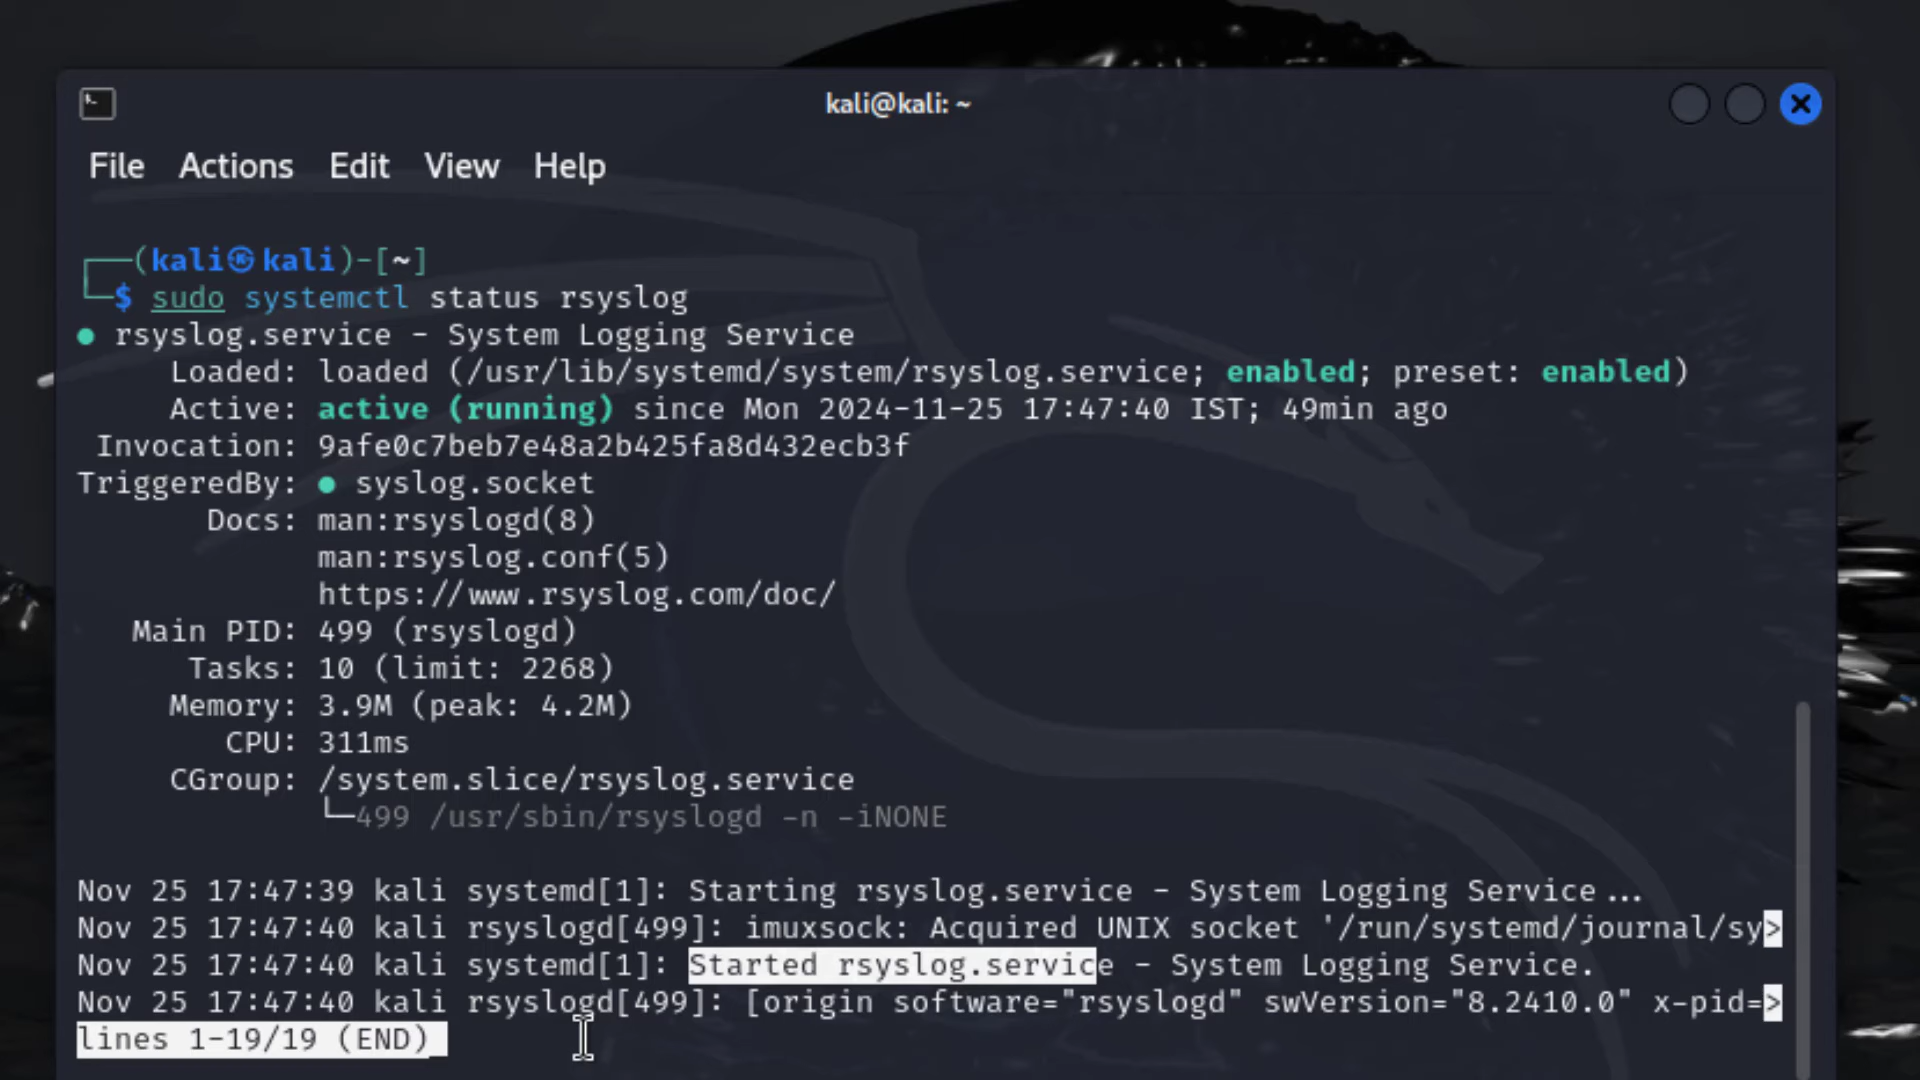 kali@kali: ~
File Actions Edit View Help
┌──(kali㉿kali)-[~]
└─$ sudo systemctl status rsyslog
● rsyslog.service - System Logging Service
Loaded: loaded (/usr/lib/systemd/system/rsyslog.service; enabled; preset: enabled)
Active: active (running) since Mon 2024-11-25 17:47:40 IST; 49min ago
Invocation: 9afe0c7beb7e48a2b425fa8d432ecb3f
TriggeredBy: ● syslog.socket
Docs: man:rsyslogd(8)
man:rsyslog.conf(5)
https://www.rsyslog.com/doc/
Main PID: 499 (rsyslogd)
Tasks: 10 (limit: 2268)
Memory: 3.9M (peak: 4.2M)
CPU: 311ms
CGroup: /system.slice/rsyslog.service
└─499 /usr/sbin/rsyslogd -n -iNONE
Nov 25 17:47:39 kali systemd[1]: Starting rsyslog.service - System Logging Service...
Nov 25 17:47:40 kali rsyslogd[499]: imuxsock: Acquired UNIX socket '/run/systemd/journal/sy>
Nov 25 17:47:40 kali systemd[1]: Started rsyslog.service - System Logging Service.
Nov 25 17:47:40 kali rsyslogd[499]: [origin software="rsyslogd" swVersion="8.2410.0" x-pid=>
lines 1-19/19 (END)